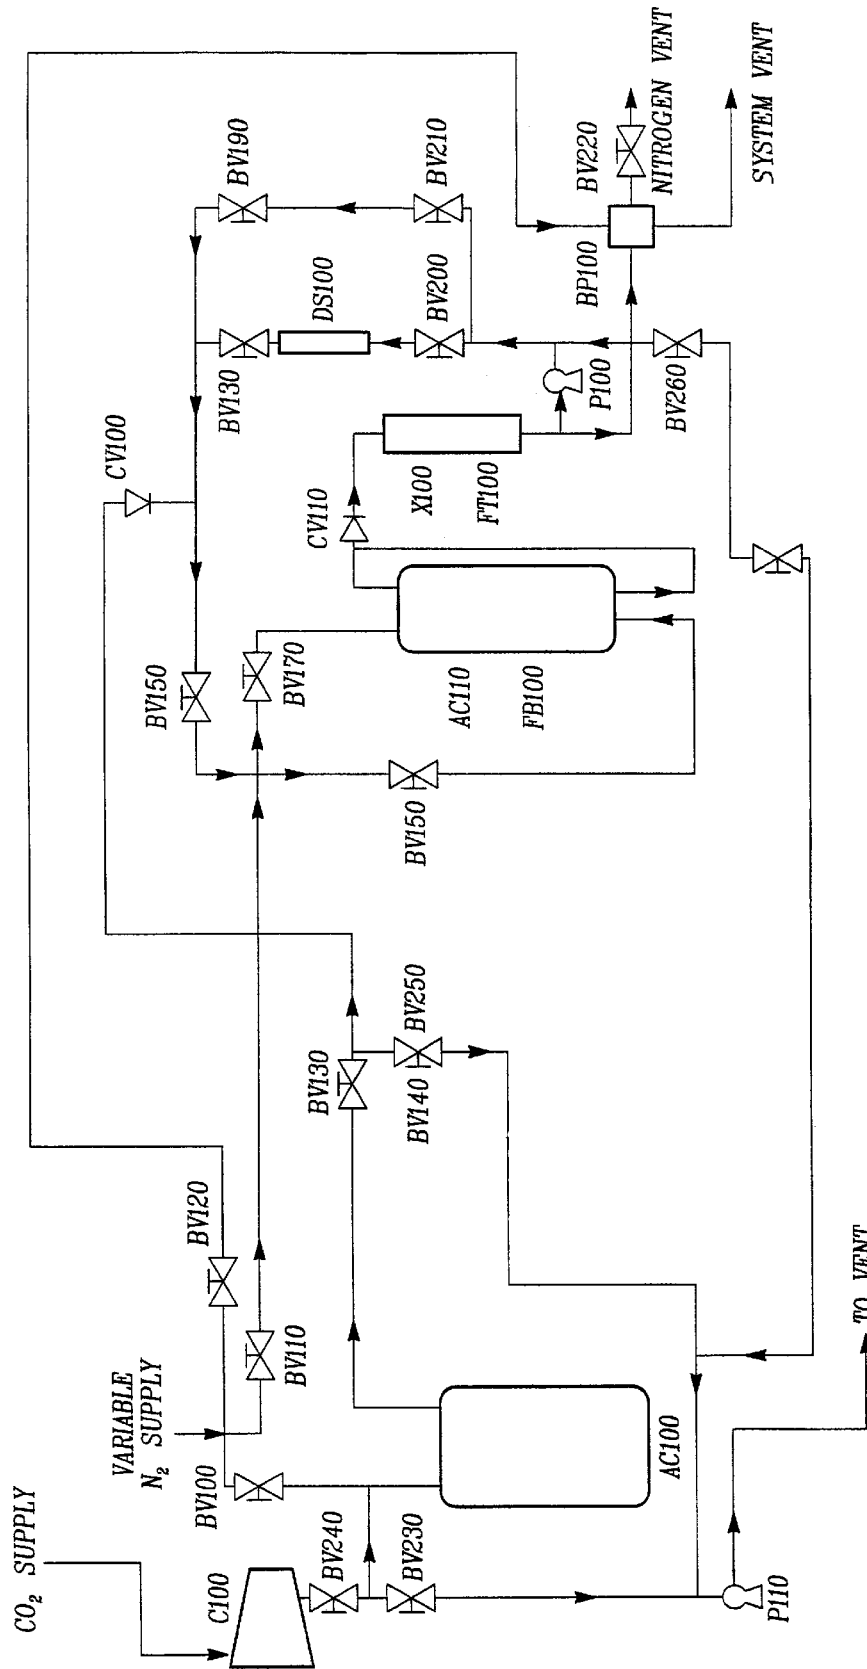 CO₂ SUPPLY
C100
VARIABLE
N₂ SUPPLY
BV100
BV240
BV230
P110
TO VENT
AC100
BV110
BV120
BV130
BV140
BV250
CV100
BV150
BV150
BV170
AC110
FB100
CV110
X100
FT100
P100
BV130
DS100
BV200
BV190
BV210
BV260
BP100
BV220
NITROGEN VENT
SYSTEM VENT